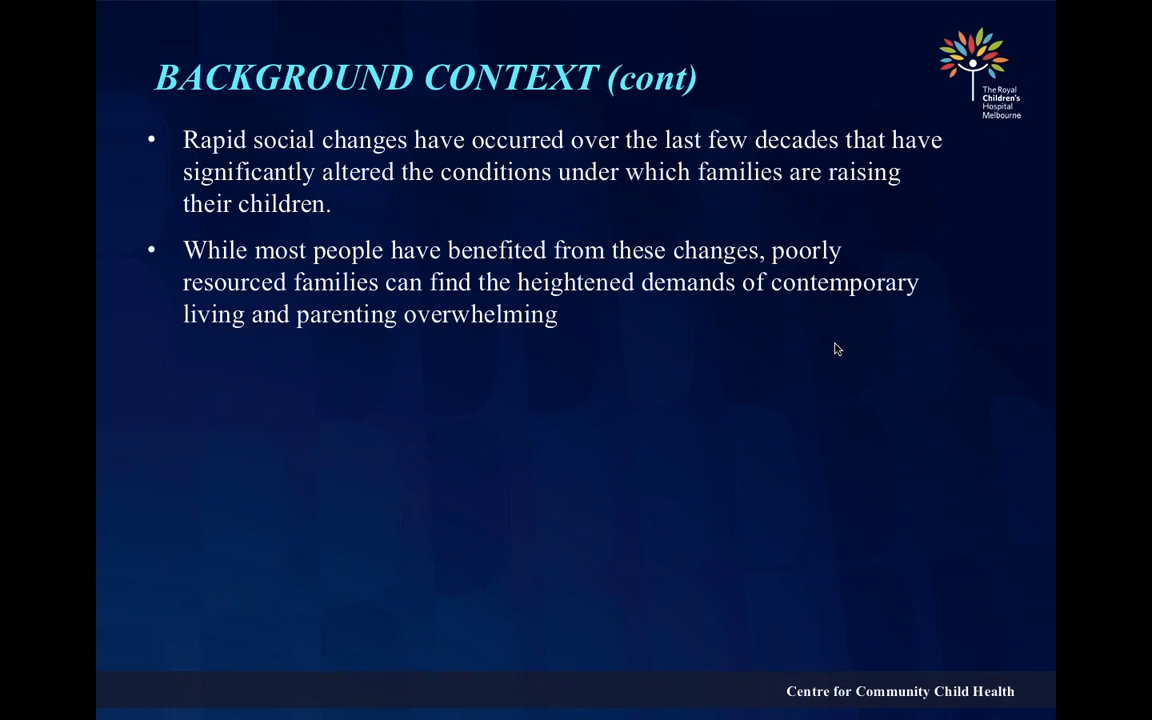 BACKGROUND CONTEXT (cont)
The Royal
Children's
Hospital
Melbourne
• Rapid social changes have occurred over the last few decades that have
significantly altered the conditions under which families are raising
their children.
• While most people have benefited from these changes, poorly
resourced families can find the heightened demands of contemporary
living and parenting overwhelming
Centre for Community Child Health